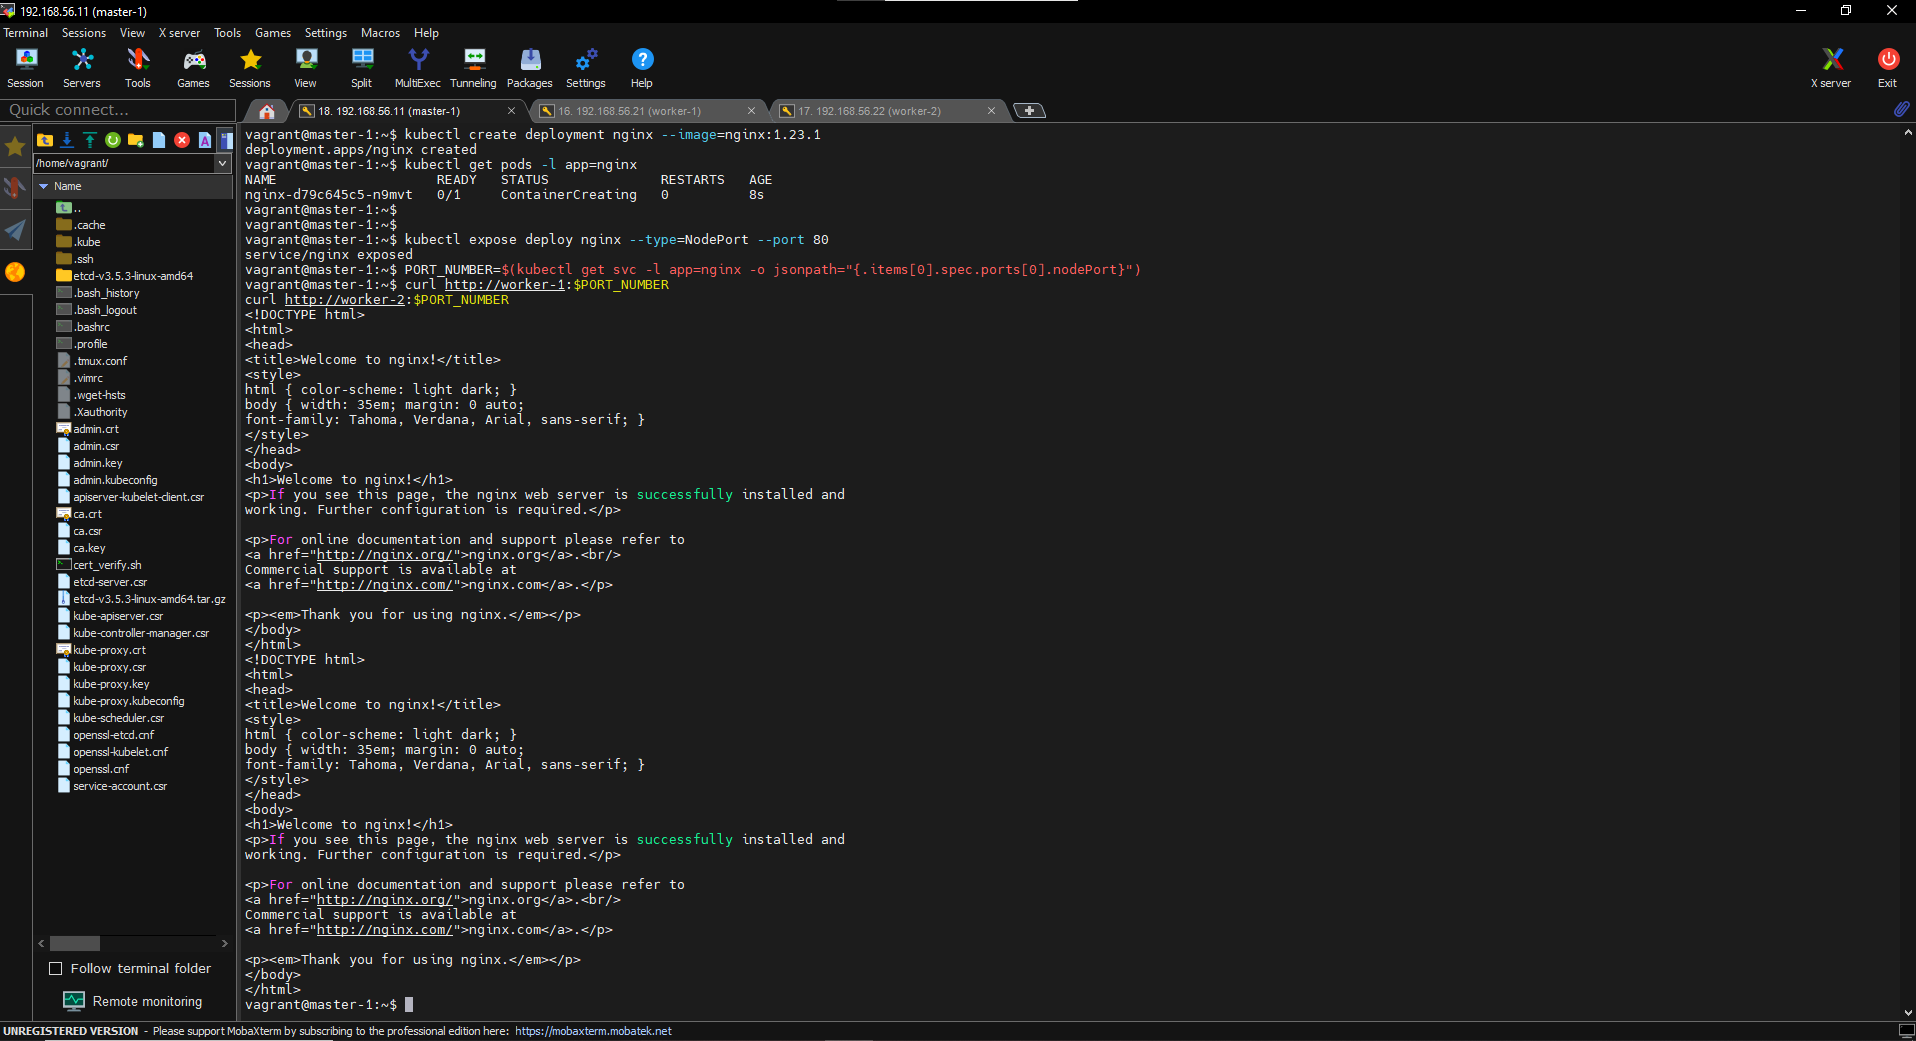 192.168.56.11 (master-1)
Terminal Sessions View X server Tools Games Settings Macros Help
Session Servers Tools Games Sessions View Split MultiExec Tunneling Packages Settings Help X server Exit
Quick connect...
18. 192.168.56.11 (master-1)
16. 192.168.56.21 (worker-1)
17. 192.168.56.22 (worker-2)
/home/vagrant/
Name
..
.cache
.kube
.ssh
etcd-v3.5.3-linux-amd64
.bash_history
.bash_logout
.bashrc
.profile
.tmux.conf
.vimrc
.wget-hsts
.Xauthority
admin.crt
admin.csr
admin.key
admin.kubeconfig
apiserver-kubelet-client.csr
ca.crt
ca.csr
ca.key
cert_verify.sh
etcd-server.csr
etcd-v3.5.3-linux-amd64.tar.gz
kube-apiserver.csr
kube-controller-manager.csr
kube-proxy.crt
kube-proxy.csr
kube-proxy.key
kube-proxy.kubeconfig
kube-scheduler.csr
openssl-etcd.cnf
openssl-kubelet.cnf
openssl.cnf
service-account.csr
Follow terminal folder
Remote monitoring
vagrant@master-1:~$ kubectl create deployment nginx --image=nginx:1.23.1
deployment.apps/nginx created
vagrant@master-1:~$ kubectl get pods -l app=nginx
NAME                    READY   STATUS              RESTARTS   AGE
nginx-d79c645c5-n9mvt   0/1     ContainerCreating   0          8s
vagrant@master-1:~$
vagrant@master-1:~$
vagrant@master-1:~$ kubectl expose deploy nginx --type=NodePort --port 80
service/nginx exposed
vagrant@master-1:~$ PORT_NUMBER=$(kubectl get svc -l app=nginx -o jsonpath="{.items[0].spec.ports[0].nodePort}")
vagrant@master-1:~$ curl http://worker-1:$PORT_NUMBER
curl http://worker-2:$PORT_NUMBER
<!DOCTYPE html>
<html>
<head>
<title>Welcome to nginx!</title>
<style>
html { color-scheme: light dark; }
body { width: 35em; margin: 0 auto;
font-family: Tahoma, Verdana, Arial, sans-serif; }
</style>
</head>
<body>
<h1>Welcome to nginx!</h1>
<p>If you see this page, the nginx web server is successfully installed and
working. Further configuration is required.</p>

<p>For online documentation and support please refer to
<a href="http://nginx.org/">nginx.org</a>.<br/>
Commercial support is available at
<a href="http://nginx.com/">nginx.com</a>.</p>

<p><em>Thank you for using nginx.</em></p>
</body>
</html>
<!DOCTYPE html>
<html>
<head>
<title>Welcome to nginx!</title>
<style>
html { color-scheme: light dark; }
body { width: 35em; margin: 0 auto;
font-family: Tahoma, Verdana, Arial, sans-serif; }
</style>
</head>
<body>
<h1>Welcome to nginx!</h1>
<p>If you see this page, the nginx web server is successfully installed and
working. Further configuration is required.</p>

<p>For online documentation and support please refer to
<a href="http://nginx.org/">nginx.org</a>.<br/>
Commercial support is available at
<a href="http://nginx.com/">nginx.com</a>.</p>

<p><em>Thank you for using nginx.</em></p>
</body>
</html>
vagrant@master-1:~$
UNREGISTERED VERSION - Please support MobaXterm by subscribing to the professional edition here: https://mobaxterm.mobatek.net